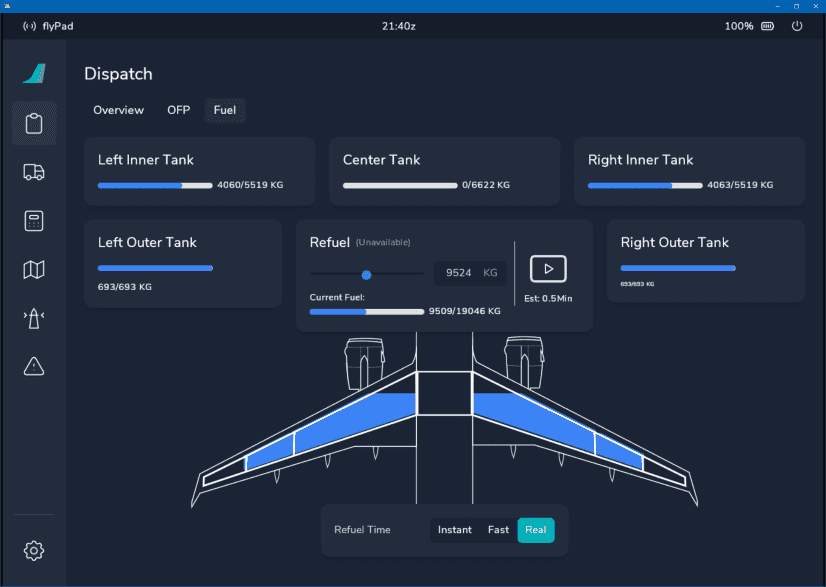 flyPad
21:40z
100%
Dispatch
Overview OFP Fuel
Left Inner Tank
4060/5519 KG
Center Tank
0/6622 KG
Right Inner Tank
4063/5519 KG
Left Outer Tank
693/693 KG
Refuel (Unavailable)
9524 KG
Current Fuel:
9509/19046 KG
Est: 0.5Min
Right Outer Tank
693/693 KG
Refuel Time
Instant Fast Real